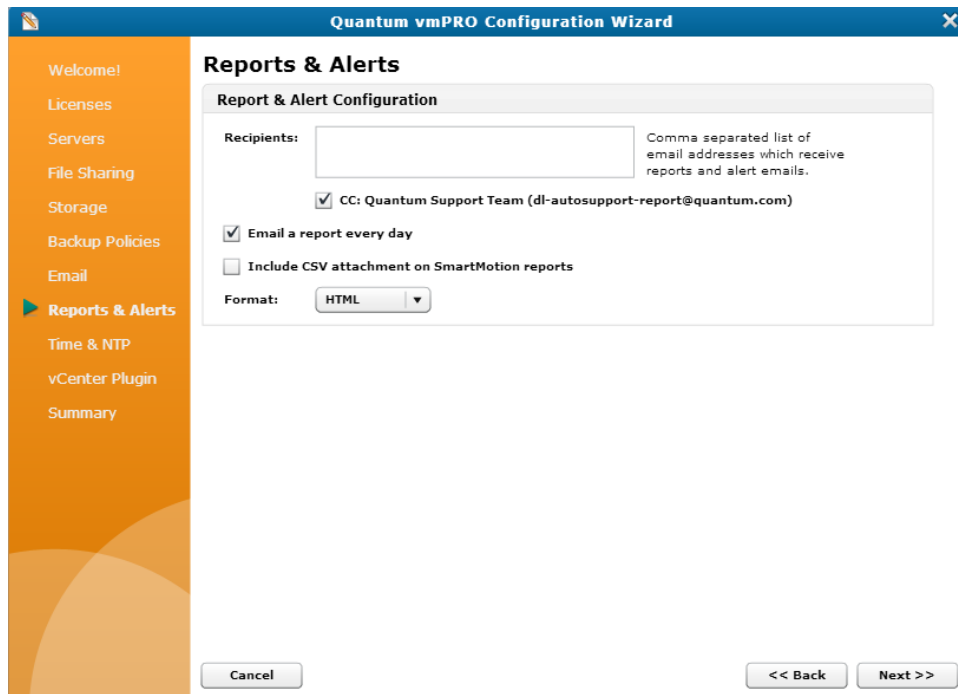 Quantum vmPRO Configuration Wizard
Welcome!
Licenses
Servers
File Sharing
Storage
Backup Policies
Email
Reports & Alerts
Time & NTP
vCenter Plugin
Summary
Reports & Alerts
Report & Alert Configuration
Recipients:
Comma separated list of
email addresses which receive
reports and alert emails.
CC: Quantum Support Team (dl-autosupport-report@quantum.com)
Email a report every day
Include CSV attachment on SmartMotion reports
Format: HTML
Cancel << Back Next >>